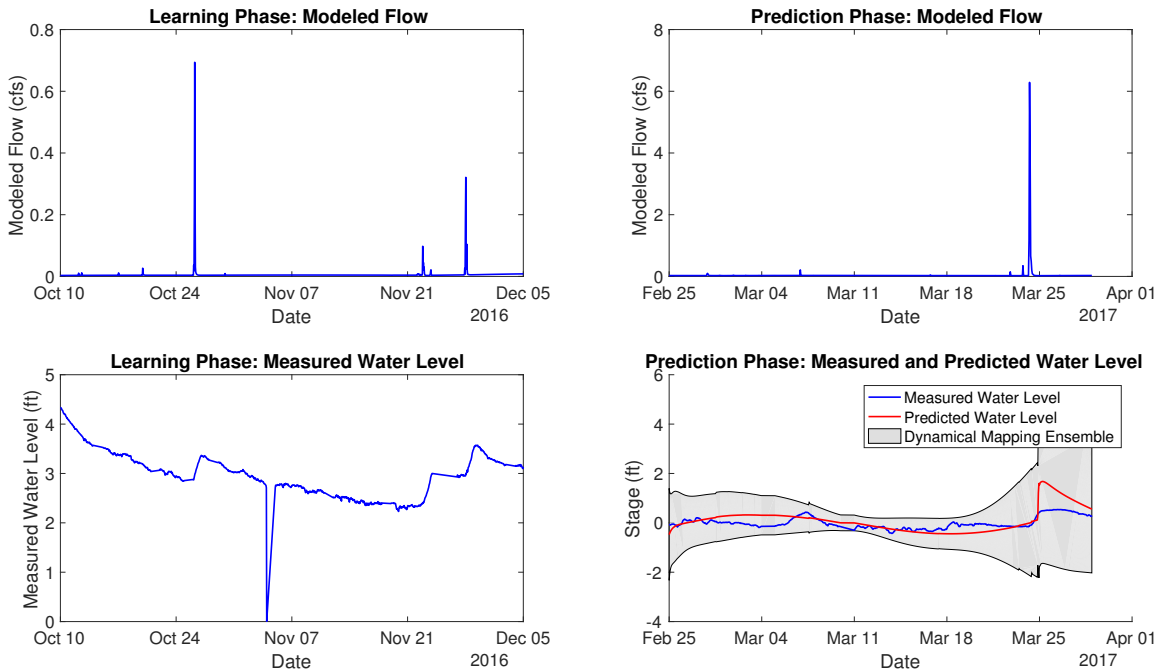 Learning Phase: Modeled Flow
Modeled Flow (cfs)
0.8
0.6
0.4
0.2
0
Oct 10 Oct 24 Nov 07 Nov 21 Dec 05
Date
2016
Prediction Phase: Modeled Flow
Modeled Flow (cfs)
8
6
4
2
0
Feb 25 Mar 04 Mar 11 Mar 18 Mar 25 Apr 01
Date
2017
Learning Phase: Measured Water Level
Measured Water Level (ft)
5
4
3
2
1
0
Oct 10 Oct 24 Nov 07 Nov 21 Dec 05
Date
2016
Prediction Phase: Measured and Predicted Water Level
Stage (ft)
6
4
2
0
-2
-4
Measured Water Level
Predicted Water Level
Dynamical Mapping Ensemble
Feb 25 Mar 04 Mar 11 Mar 18 Mar 25 Apr 01
Date
2017